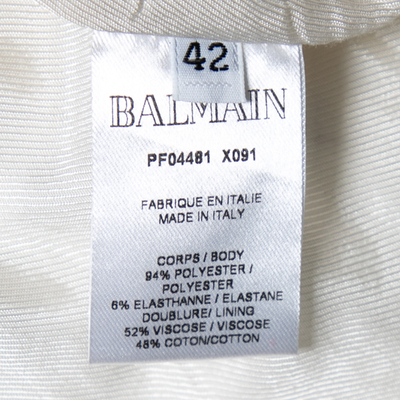 42
BALMAIN
PF04481 X091
FABRIQUE EN ITALIE
MADE IN ITALY
CORPS / BODY
94% POLYESTER /
POLYESTER
6% ELASTHANNE / ELASTANE
DOUBLURE/ LINING
52% VISCOSE / VISCOSE
48% COTON/COTTON